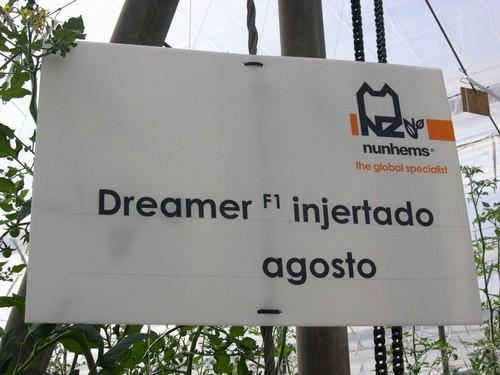 NZ
nunhems®
the global specialist
Dreamer F1 injertado
agosto